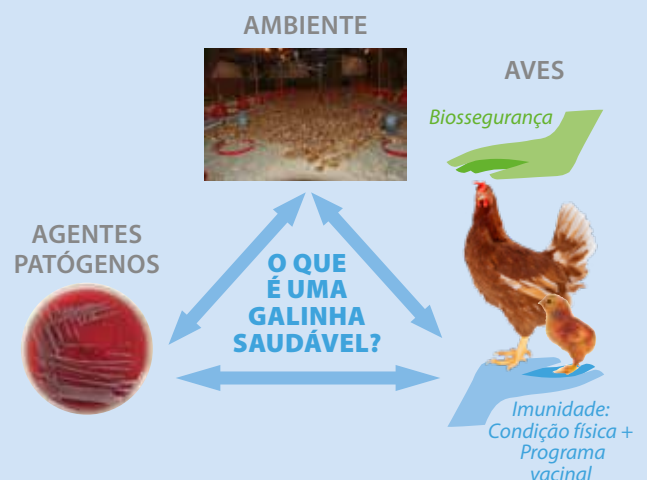 AMBIENTE
AVES
Biossegurança
AGENTES
PATÓGENOS
O QUE
É UMA
GALINHA
SAUDÁVEL?
Imunidade:
Condição física +
Programa
vacinal